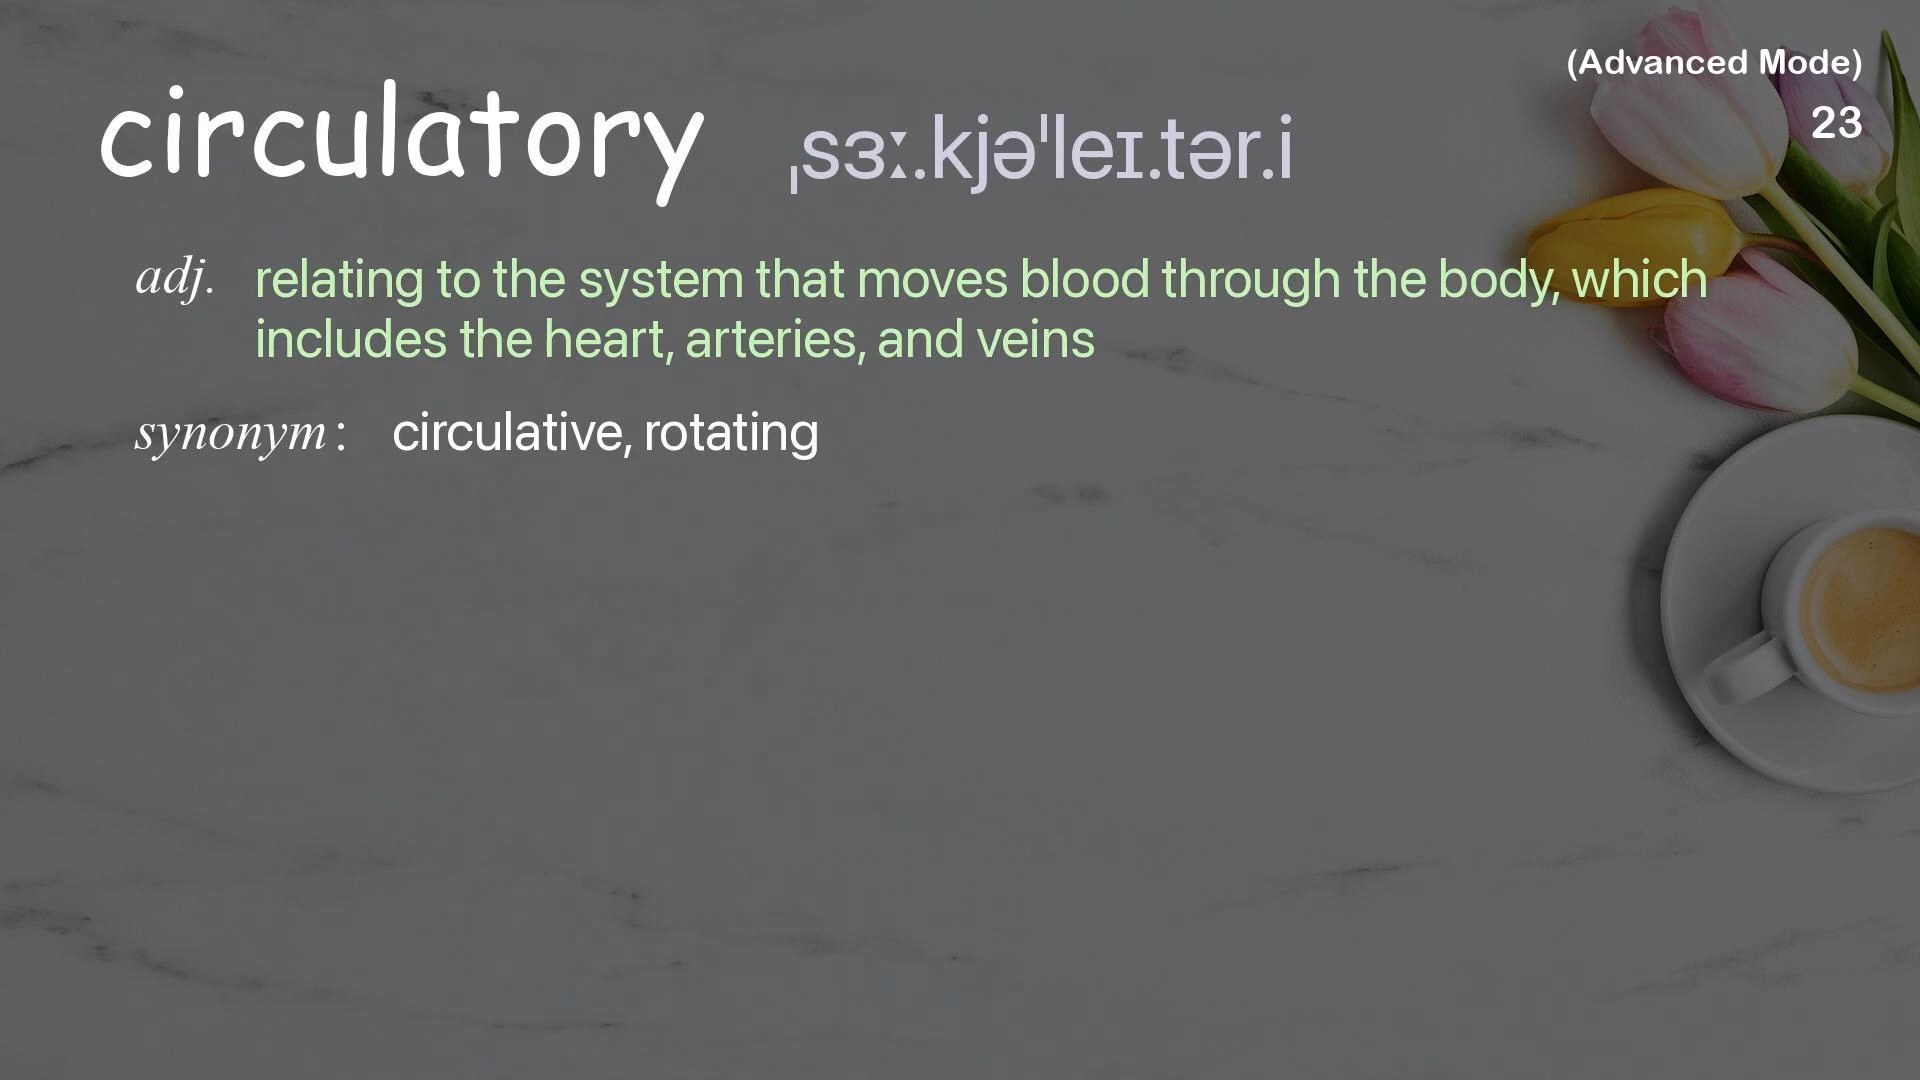 (Advanced Mode)
23
circulatory ˌsɜː.kjəˈleɪ.tər.i
adj. relating to the system that moves blood through the body, which
includes the heart, arteries, and veins
synonym : circulative, rotating